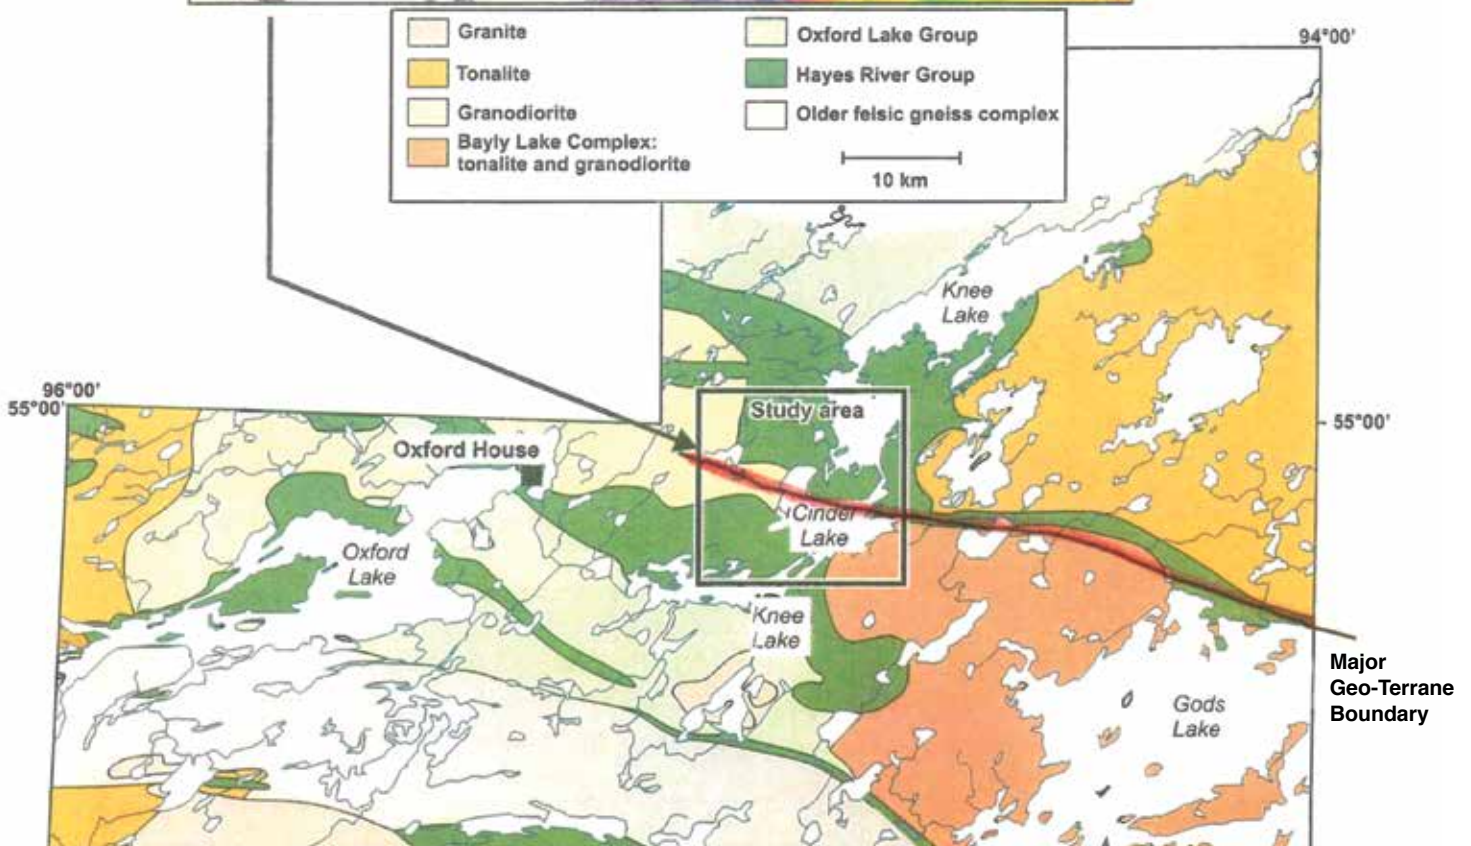 Granite
Tonalite
Granodiorite
Bayly Lake Complex:
tonalite and granodiorite
Oxford Lake Group
Hayes River Group
Older felsic gneiss complex
10 km
94°00'
Knee
Lake
96°00'
55°00'
Study area
55°00'
Oxford House
Cinder
Lake
Oxford
Lake
Knee
Lake
Major
Geo-Terrane
Boundary
Gods
Lake